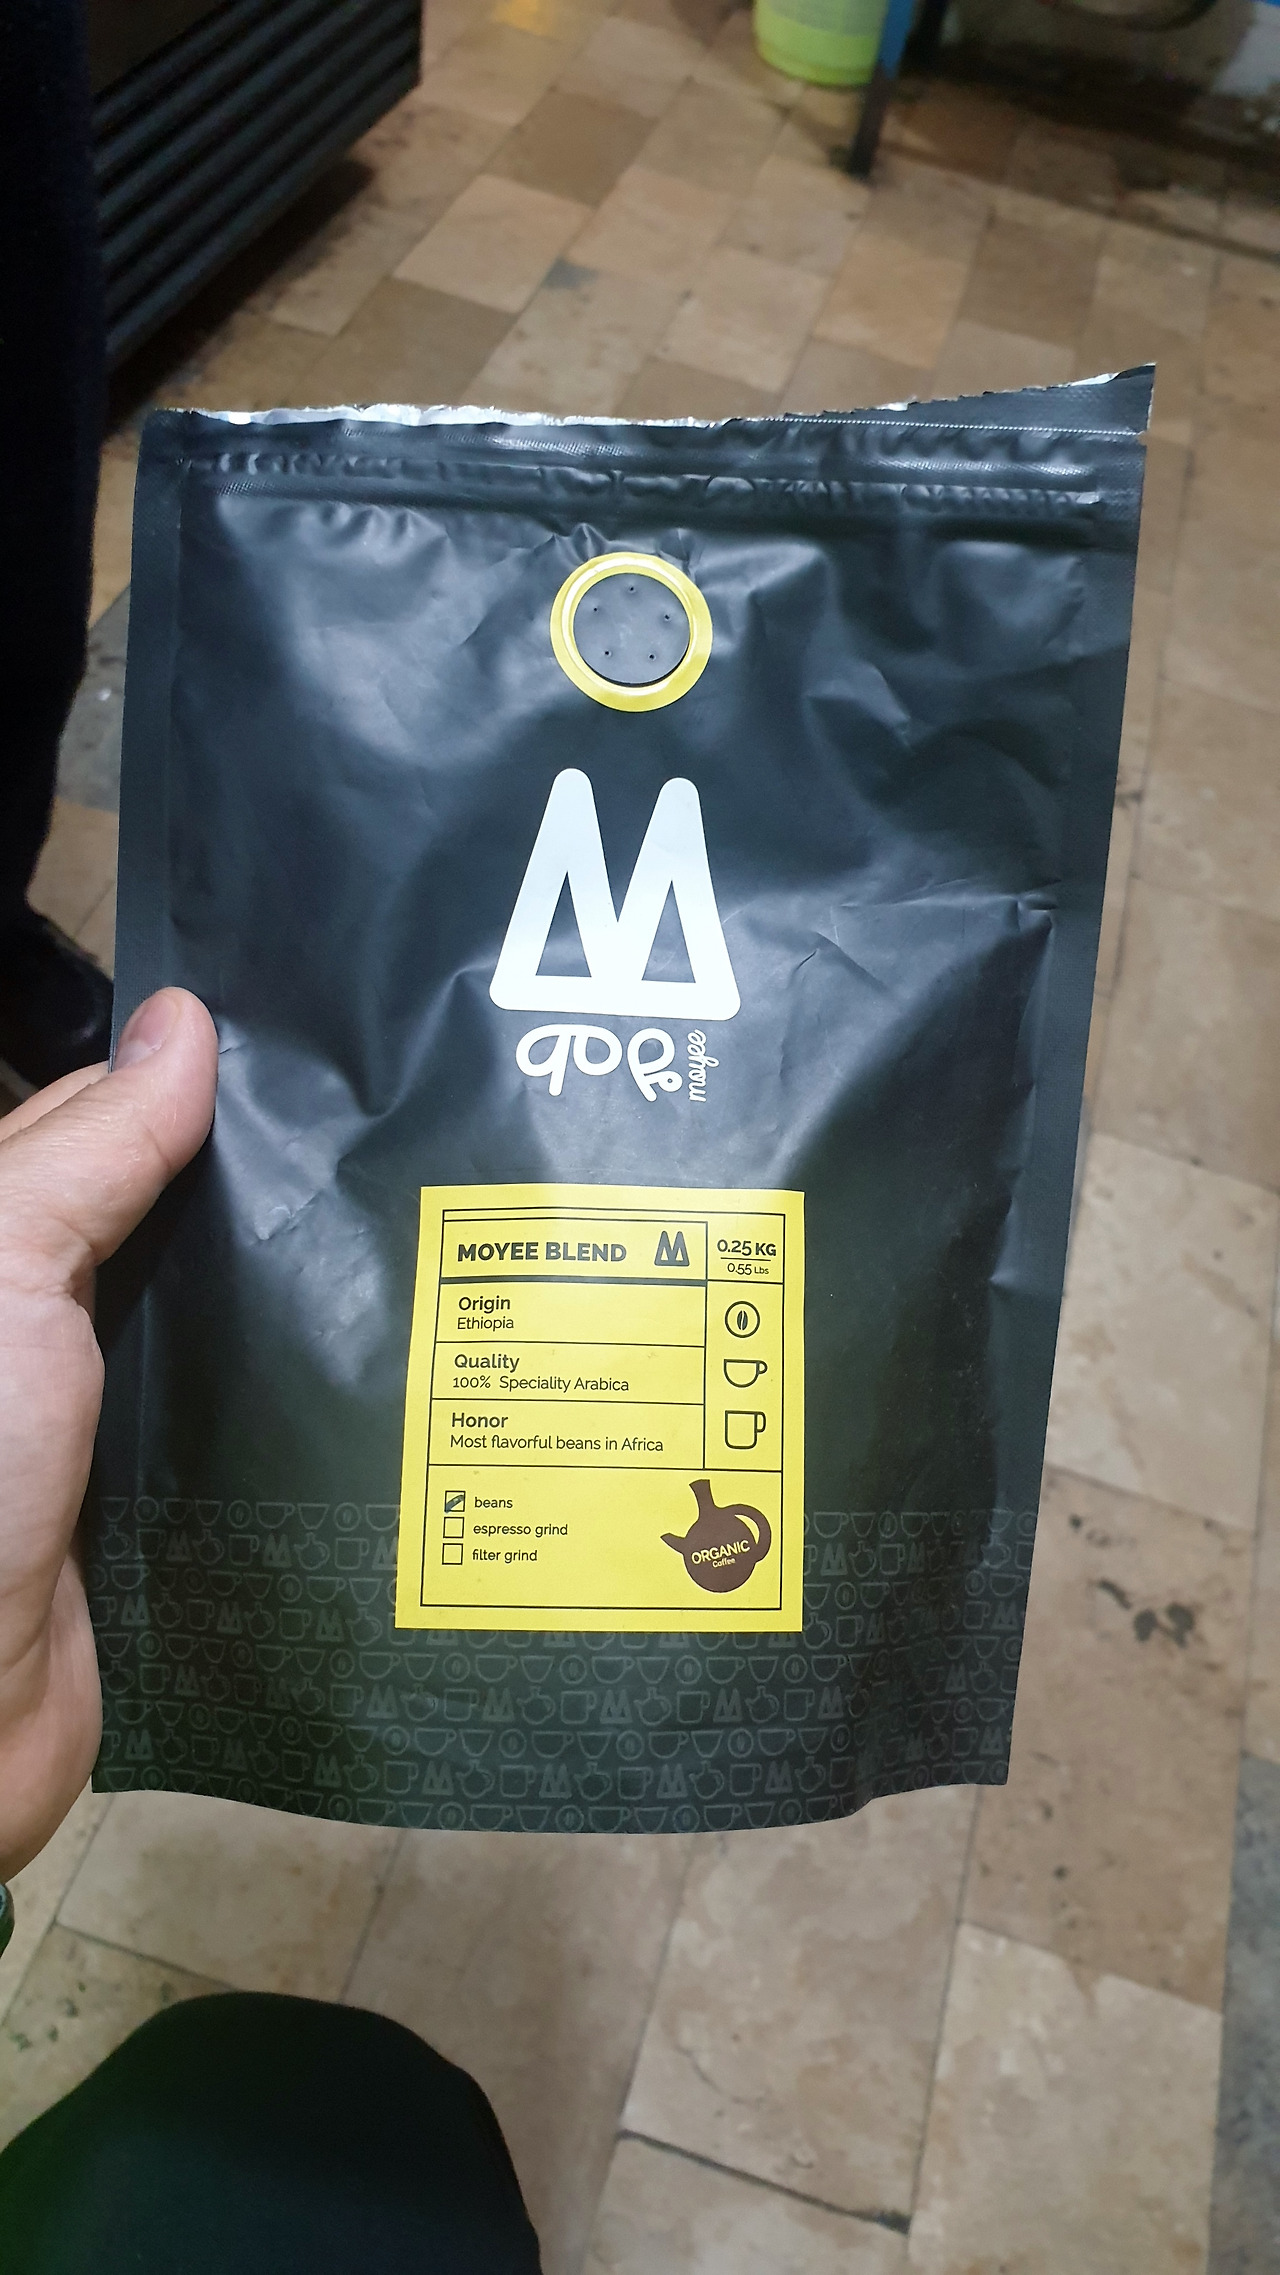 M
ሞዬ moyee
MOYEE BLEND
0.25 KG
0.55 Lbs
Origin
Ethiopia
Quality
100% Speciality Arabica
Honor
Most flavorful beans in Africa
beans
espresso grind
filter grind
ORGANIC
Coffee